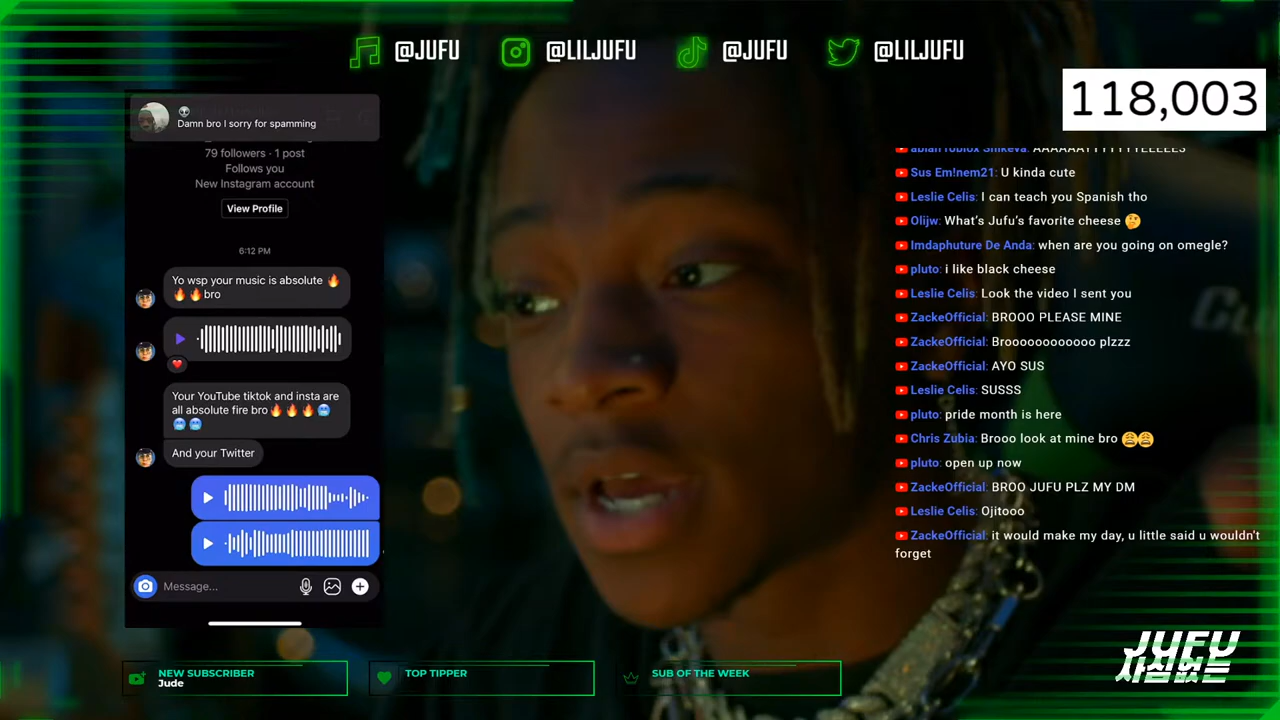 @JUFU
@LILJUFU
@JUFU
@LILJUFU
118,003
Damn bro I sorry for spamming
79 followers · 1 post
Follows you
New Instagram account
View Profile
6:12 PM
Yo wsp your music is absolute 🔥
🔥🔥bro
Your YouTube tiktok and insta are
all absolute fire bro🔥🔥🔥🥶
🥶🥶
And your Twitter
Message...
Sus Em!nem21: U kinda cute
Leslie Celis: I can teach you Spanish tho
Olijw: What's Jufu's favorite cheese 🤔
Imdaphuture De Anda: when are you going on omegle?
pluto: i like black cheese
Leslie Celis: Look the video I sent you
ZackeOfficial: BROOO PLEASE MINE
ZackeOfficial: Broooooooooooo plzzz
ZackeOfficial: AYO SUS
Leslie Celis: SUSSS
pluto: pride month is here
Chris Zubia: Brooo look at mine bro 😩😩
pluto: open up now
ZackeOfficial: BROO JUFU PLZ MY DM
Leslie Celis: Ojitooo
ZackeOfficial: it would make my day, u little said u wouldn't
forget
NEW SUBSCRIBER
Jude
TOP TIPPER
SUB OF THE WEEK
JUFU
사심없는